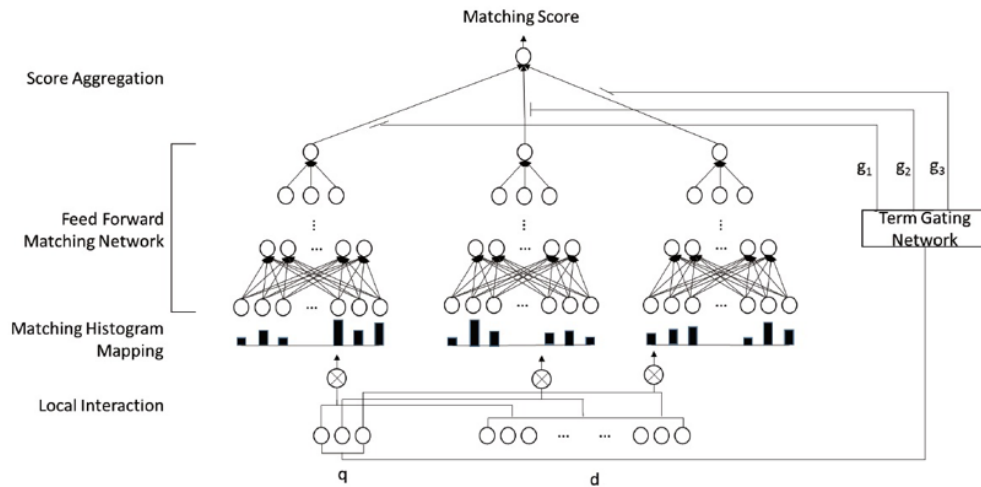 Matching Score
Score Aggregation
g1
g2
g3
Feed Forward
Matching Network
Term Gating
Network
Matching Histogram
Mapping
Local Interaction
q
d